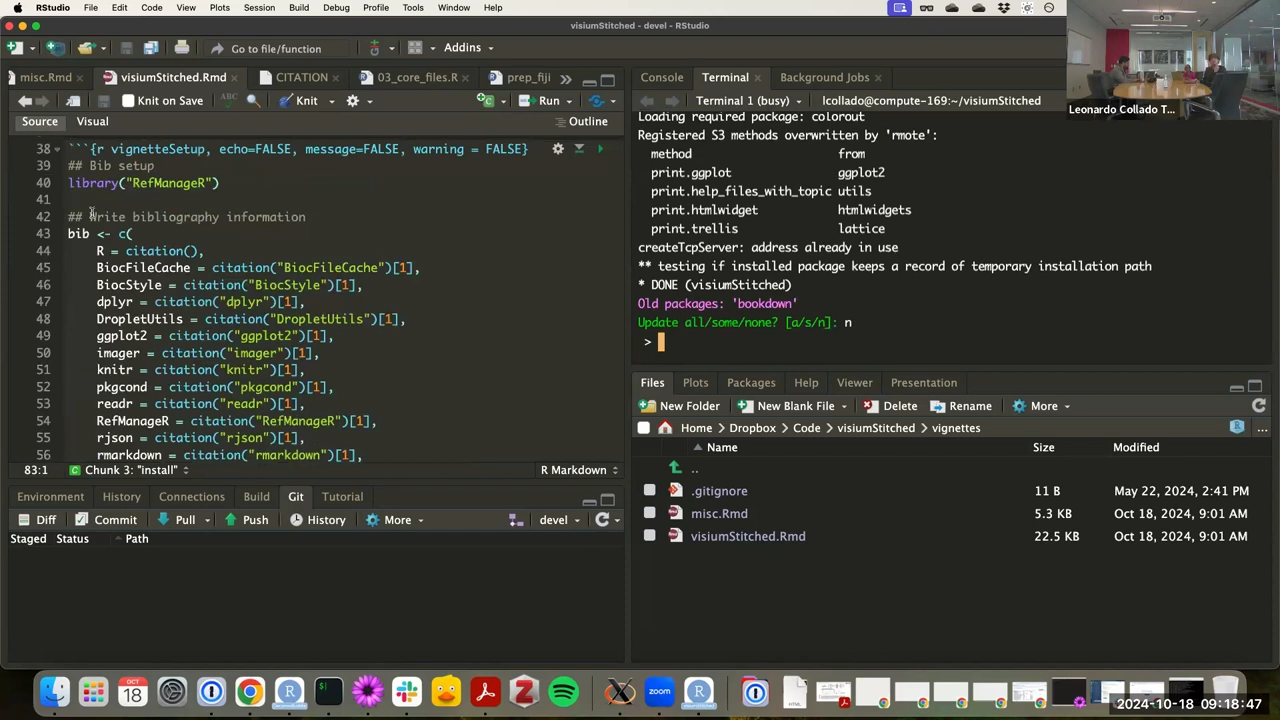 RStudio File Edit Code View Plots Session Build Debug Profile Tools Window Help
visiumStitched - devel - RStudio
Go to file/function Addins
misc.Rmd visiumStitched.Rmd CITATION 03_core_files.R prep_fiji
Knit on Save ABC Knit Run
Source Visual Outline
38 ```{r vignetteSetup, echo=FALSE, message=FALSE, warning = FALSE}
39 ## Bib setup
40 library("RefManageR")
41
42 ## Write bibliography information
43 bib <- c(
44 R = citation(),
45 BiocFileCache = citation("BiocFileCache")[1],
46 BiocStyle = citation("BiocStyle")[1],
47 dplyr = citation("dplyr")[1],
48 DropletUtils = citation("DropletUtils")[1],
49 ggplot2 = citation("ggplot2")[1],
50 imager = citation("imager")[1],
51 knitr = citation("knitr")[1],
52 pkgcond = citation("pkgcond")[1],
53 readr = citation("readr")[1],
54 RefManageR = citation("RefManageR")[1],
55 rjson = citation("rjson")[1],
56 rmarkdown = citation("rmarkdown")[1],
83:1 Chunk 3: "install" R Markdown
Environment History Connections Build Git Tutorial
Diff Commit Pull Push History More devel
Staged Status Path
Console Terminal Background Jobs
Terminal 1 (busy) lcollado@compute-169:~/visiumStitched
Loading required package: colorout
Registered S3 methods overwritten by 'rmote':
method from
print.ggplot ggplot2
print.help_files_with_topic utils
print.htmlwidget htmlwidgets
print.trellis lattice
createTcpServer: address already in use
** testing if installed package keeps a record of temporary installation path
* DONE (visiumStitched)
Old packages: 'bookdown'
Update all/some/none? [a/s/n]: n
>
Files Plots Packages Help Viewer Presentation
New Folder New Blank File Delete Rename More
Home Dropbox Code visiumStitched vignettes
Name Size Modified
..
.gitignore 11 B May 22, 2024, 2:41 PM
misc.Rmd 5.3 KB Oct 18, 2024, 9:01 AM
visiumStitched.Rmd 22.5 KB Oct 18, 2024, 9:01 AM
Leonardo Collado T...
OCT
18
zoom
2024-10-18 09:18:47